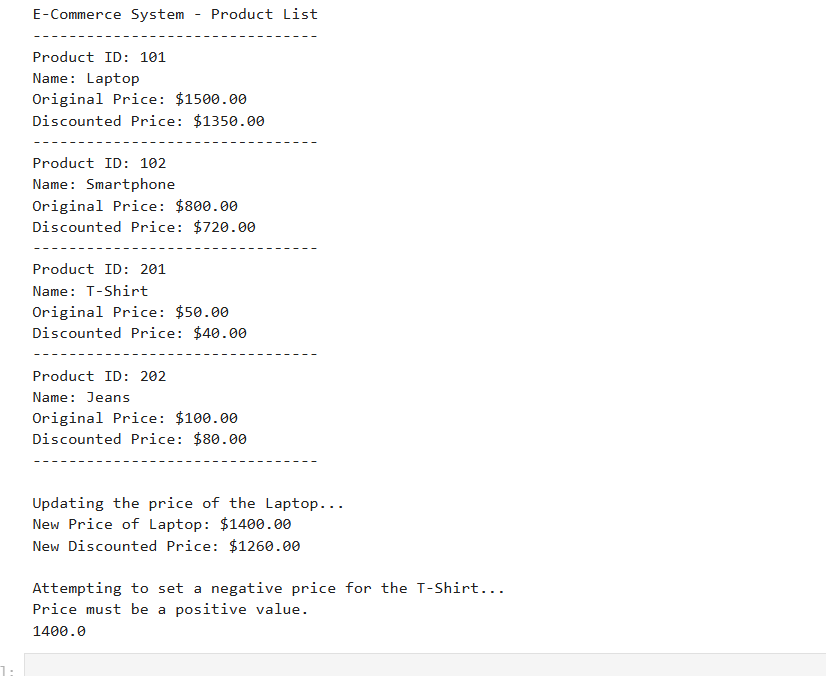 E-Commerce System - Product List
--------------------------------
Product ID: 101
Name: Laptop
Original Price: $1500.00
Discounted Price: $1350.00
--------------------------------
Product ID: 102
Name: Smartphone
Original Price: $800.00
Discounted Price: $720.00
--------------------------------
Product ID: 201
Name: T-Shirt
Original Price: $50.00
Discounted Price: $40.00
--------------------------------
Product ID: 202
Name: Jeans
Original Price: $100.00
Discounted Price: $80.00
--------------------------------
Updating the price of the Laptop...
New Price of Laptop: $1400.00
New Discounted Price: $1260.00
Attempting to set a negative price for the T-Shirt...
Price must be a positive value.
1400.0
]: